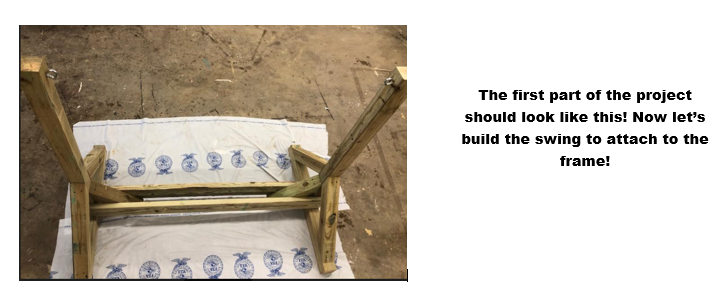 The first part of the project
should look like this! Now let’s
build the swing to attach to the
frame!